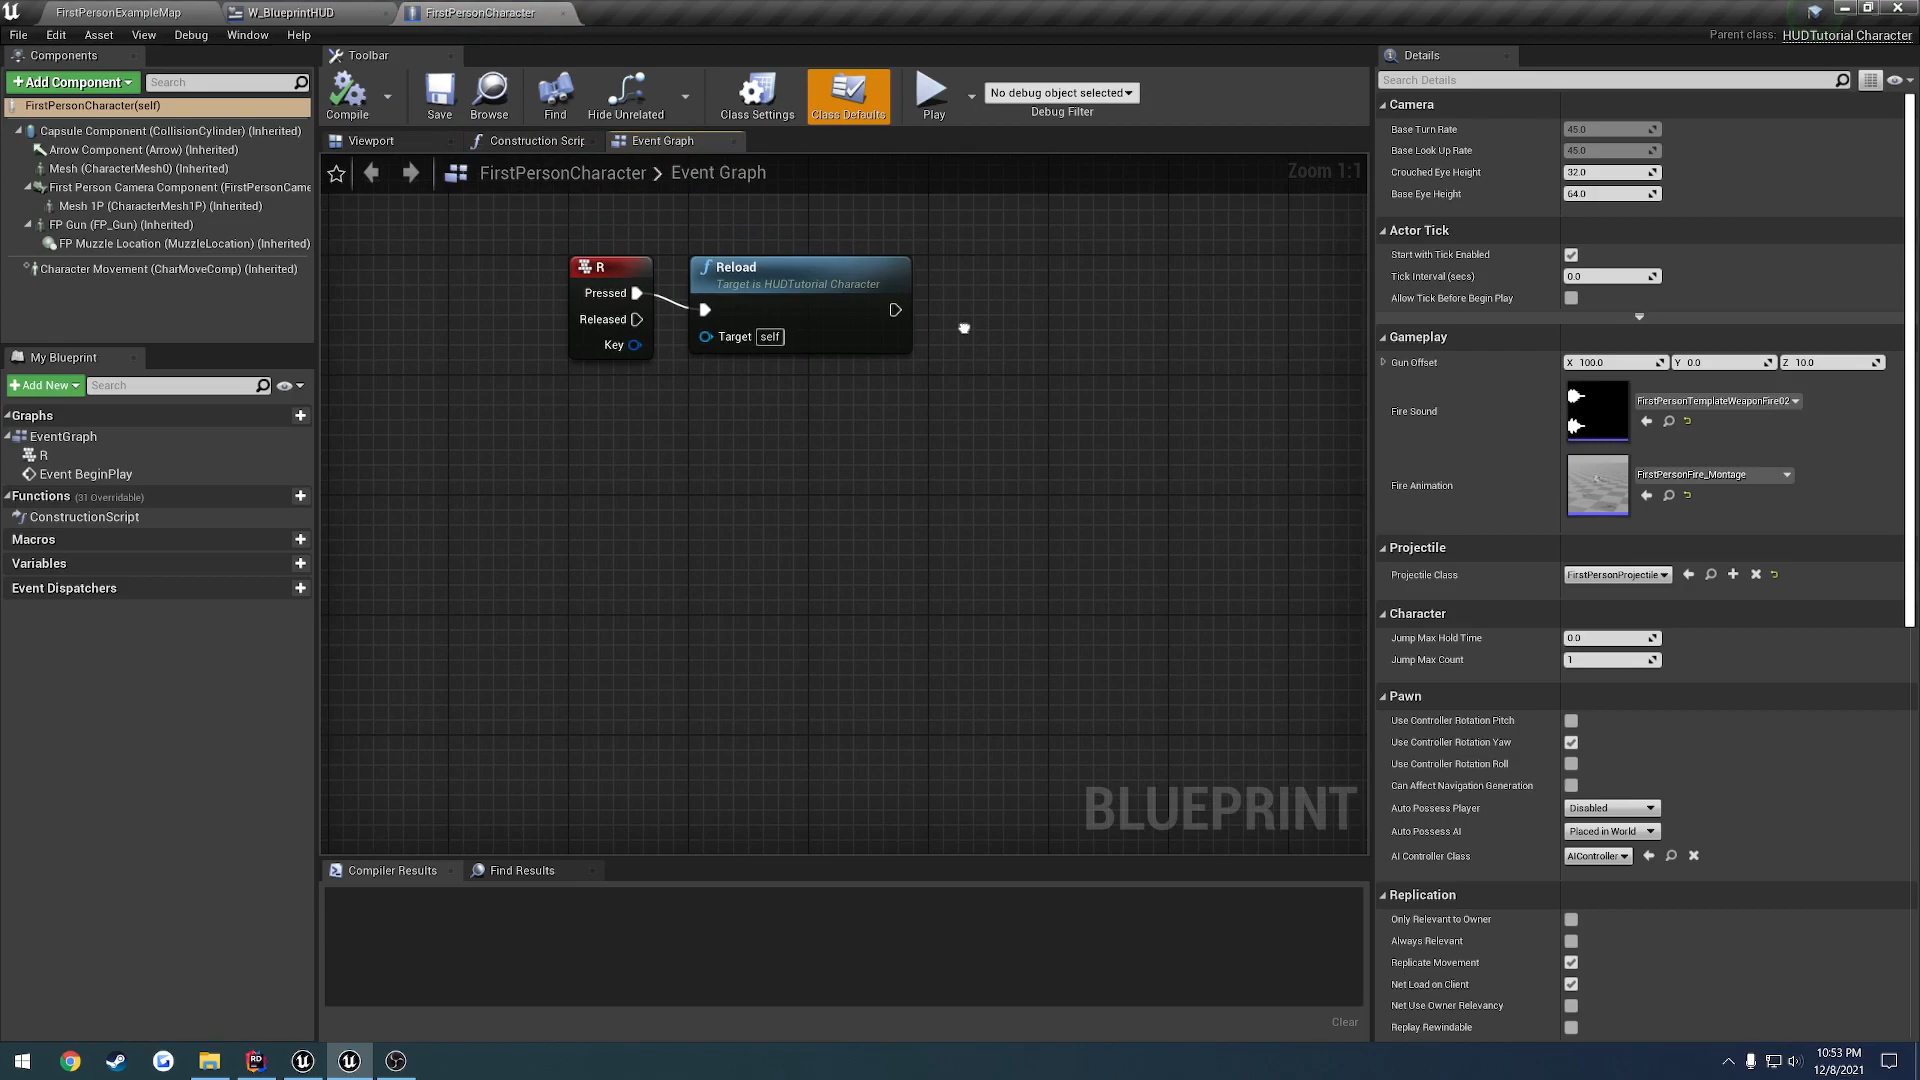 FirstPersonExampleMap
W_BlueprintHUD
FirstPersonCharacter
File Edit Asset View Debug Window Help
Parent class: HUDTutorial Character
Components
+Add Component
Search
FirstPersonCharacter(self)
Capsule Component (CollisionCylinder) (Inherited)
Arrow Component (Arrow) (Inherited)
Mesh (CharacterMesh0) (Inherited)
First Person Camera Component (FirstPersonCame
Mesh 1P (CharacterMesh1P) (Inherited)
FP Gun (FP_Gun) (Inherited)
FP Muzzle Location (MuzzleLocation) (Inherited)
Character Movement (CharMoveComp) (Inherited)
My Blueprint
+Add New
Search
Graphs
EventGraph
R
Event BeginPlay
Functions (31 Overridable)
ConstructionScript
Macros
Variables
Event Dispatchers
Toolbar
Compile
Save
Browse
Find
Hide Unrelated
Class Settings
Class Defaults
Play
No debug object selected
Debug Filter
Viewport
Construction Scrip
Event Graph
FirstPersonCharacter > Event Graph
Zoom 1:1
R
Pressed
Released
Key
Reload
Target is HUDTutorial Character
Target self
BLUEPRINT
Compiler Results
Find Results
Clear
Details
Search Details
Camera
Base Turn Rate 45.0
Base Look Up Rate 45.0
Crouched Eye Height 32.0
Base Eye Height 64.0
Actor Tick
Start with Tick Enabled
Tick Interval (secs) 0.0
Allow Tick Before Begin Play
Gameplay
Gun Offset X 100.0 Y 0.0 Z 10.0
Fire Sound FirstPersonTemplateWeaponFire02
Fire Animation FirstPersonFire_Montage
Projectile
Projectile Class FirstPersonProjectile
Character
Jump Max Hold Time 0.0
Jump Max Count 1
Pawn
Use Controller Rotation Pitch
Use Controller Rotation Yaw
Use Controller Rotation Roll
Can Affect Navigation Generation
Auto Possess Player Disabled
Auto Possess AI Placed in World
AI Controller Class AIController
Replication
Only Relevant to Owner
Always Relevant
Replicate Movement
Net Load on Client
Net Use Owner Relevancy
Replay Rewindable
RD
10:53 PM
12/8/2021